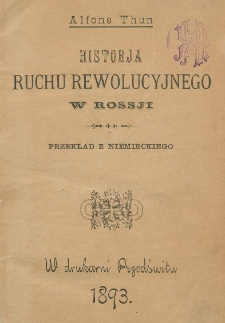 Alfons Thun
HISTORJA
RUCHU REWOLUCYJNEGO
W ROSSJI
PRZEKŁAD Z NIEMIECKIEGO
W drukarni Przedświtu
1893.